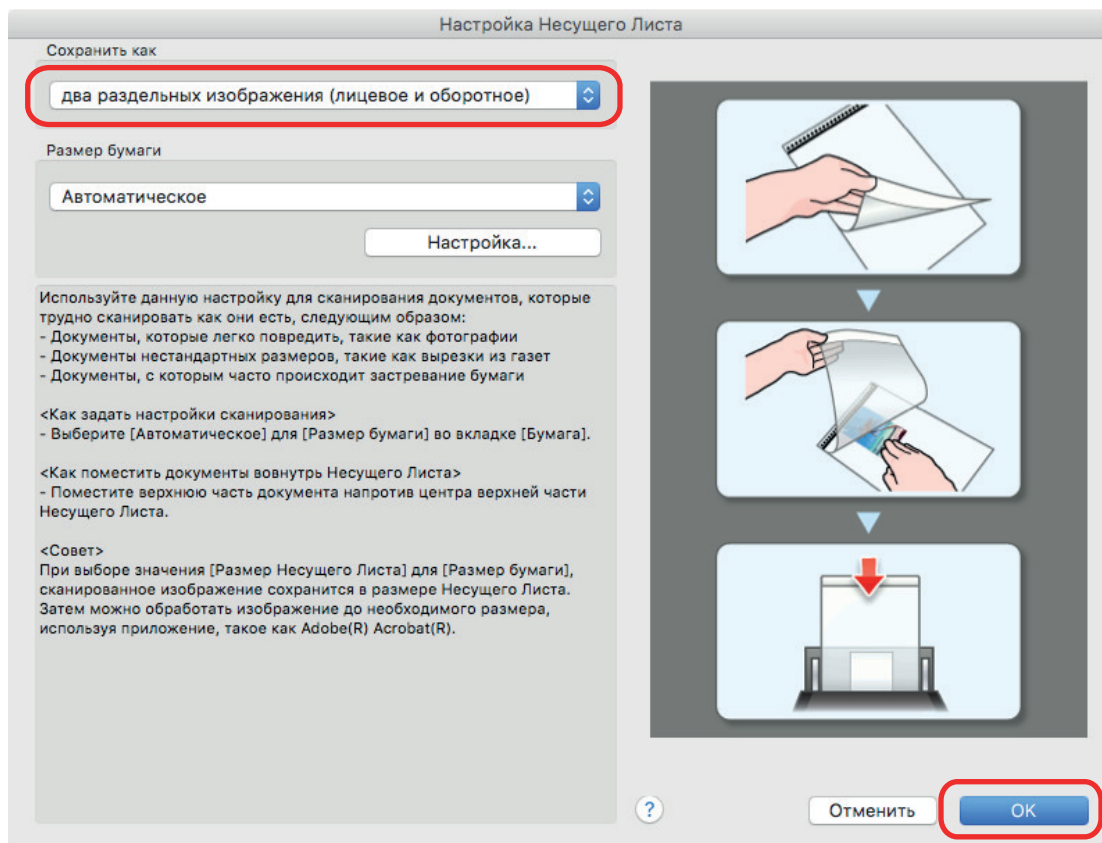 Настройка Несущего Листа
Сохранить как
два раздельных изображения (лицевое и оборотное)
Размер бумаги
Автоматическое
Настройка...
Используйте данную настройку для сканирования документов, которые
трудно сканировать как они есть, следующим образом:
- Документы, которые легко повредить, такие как фотографии
- Документы нестандартных размеров, такие как вырезки из газет
- Документы, с которым часто происходит застревание бумаги
<Как задать настройки сканирования>
- Выберите [Автоматическое] для [Размер бумаги] во вкладке [Бумага].
<Как поместить документы вовнутрь Несущего Листа>
- Поместите верхнюю часть документа напротив центра верхней части
Несущего Листа.
<Совет>
При выборе значения [Размер Несущего Листа] для [Размер бумаги],
сканированное изображение сохранится в размере Несущего Листа.
Затем можно обработать изображение до необходимого размера,
используя приложение, такое как Adobe(R) Acrobat(R).
?
Отменить
OK